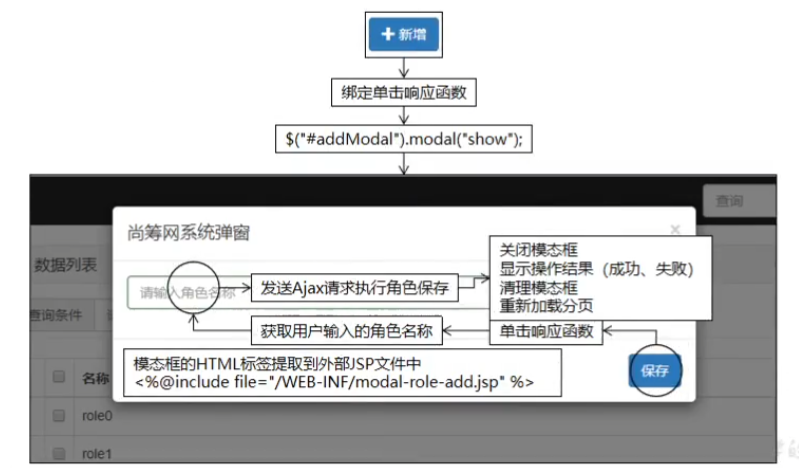 新增
绑定单击响应函数
$("#addModal").modal("show");
查询
尚筹网系统弹窗
×
数据列表
关闭模态框
显示操作结果（成功、失败）
清理模态框
重新加载分页
请输入角色名称
发送Ajax请求执行角色保存
查询条件
获取用户输入的角色名称
单击响应函数
模态框的HTML标签提取到外部JSP文件中
<%@include file="/WEB-INF/modal-role-add.jsp" %>
保存
名称
role0
role1